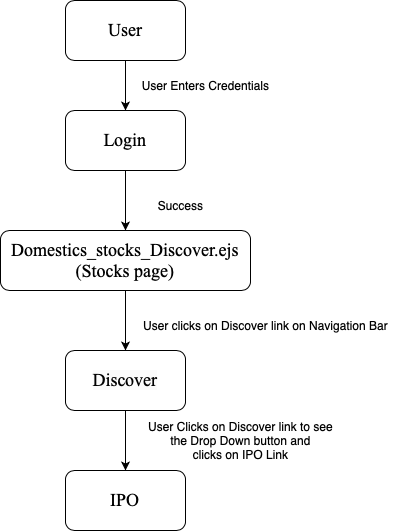 User
User Enters Credentials
Login
Success
Domestics_stocks_Discover.ejs
(Stocks page)
User clicks on Discover link on Navigation Bar
Discover
User Clicks on Discover link to see
the Drop Down button and
clicks on IPO Link
IPO